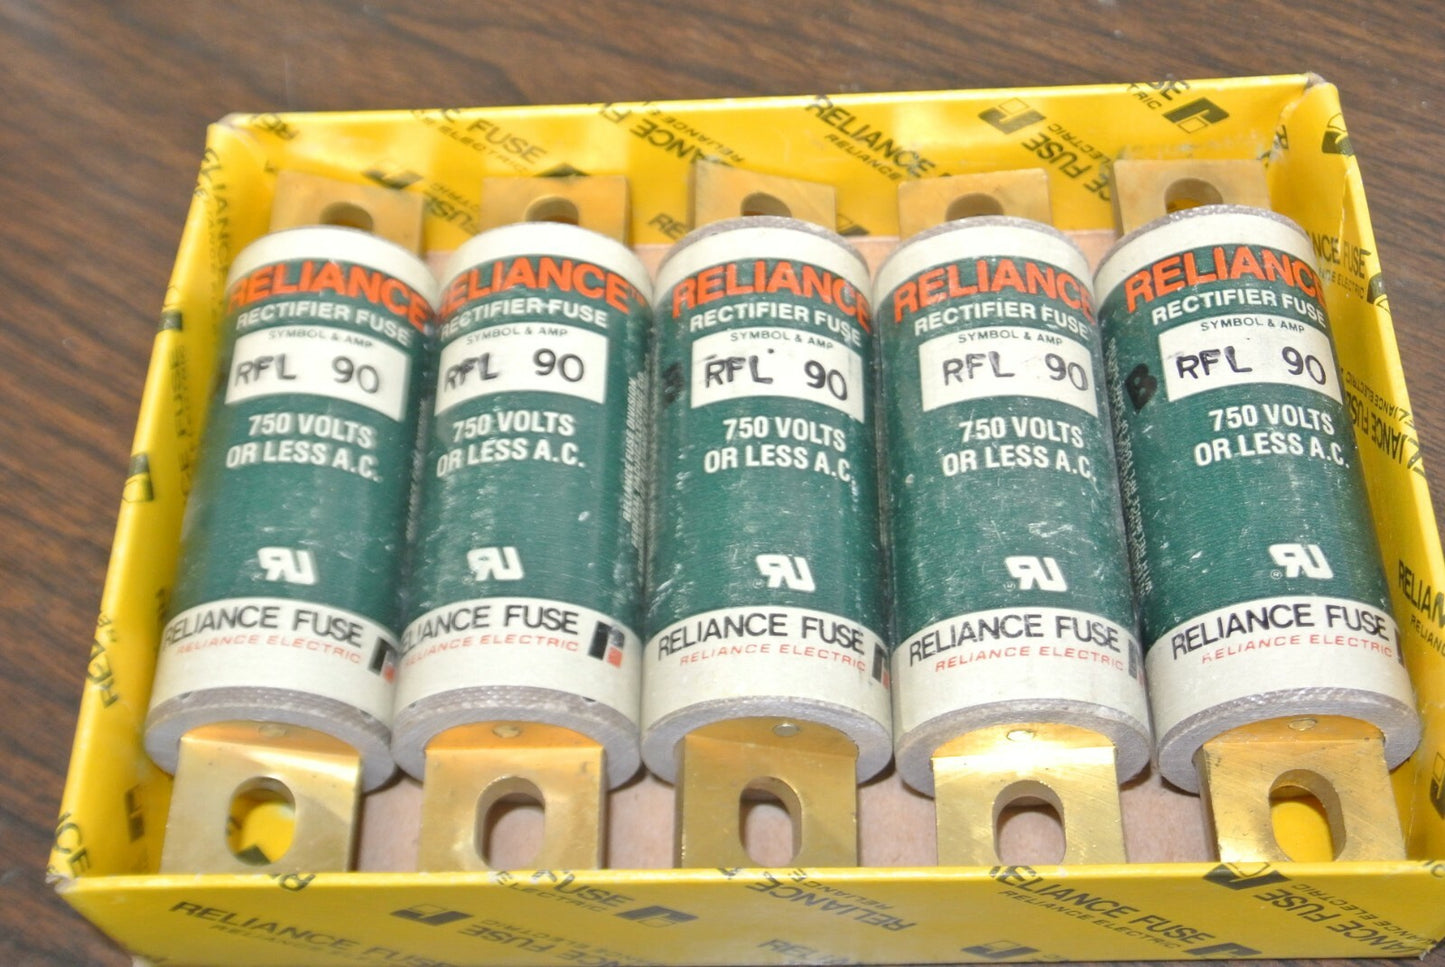 RELIANCE
RECTIFIER FUSE
SYMBOL & AMP
RFL 90
750 VOLTS
OR LESS A.C.
RELIANCE FUSE
RELIANCE ELECTRIC
RELIANCE
RECTIFIER FUSE
SYMBOL & AMP
RFL 90
750 VOLTS
OR LESS A.C.
RELIANCE FUSE
RELIANCE ELECTRIC
RELIANCE
RECTIFIER FUSE
SYMBOL & AMP
RFL 90
750 VOLTS
OR LESS A.C.
RELIANCE FUSE
RELIANCE ELECTRIC
RELIANCE
RECTIFIER FUSE
SYMBOL & AMP
RFL 90
750 VOLTS
OR LESS A.C.
RELIANCE FUSE
RELIANCE ELECTRIC
RELIANCE
RECTIFIER FUSE
SYMBOL & AMP
B RFL 90
750 VOLTS
OR LESS A.C.
RELIANCE FUSE
RELIANCE ELECTRIC
RELIANCE FUSE
RELIANCE ELECTRIC